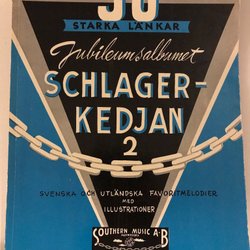 50
STARKA LÄNKAR
Jubileumsalbumet
SCHLAGER-
KEDJAN
2
SVENSKA OCH UTLÄNDSKA FAVORITMELODIER
MED
ILLUSTRATIONER
SOUTHERN MUSIC A-B